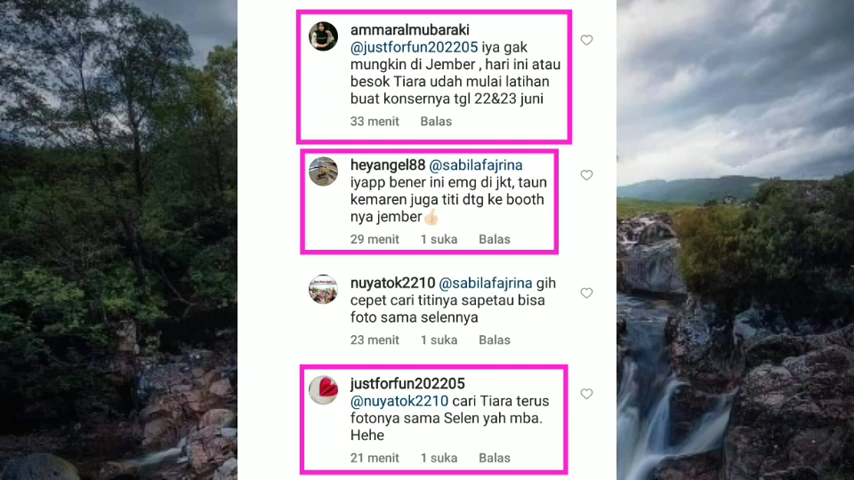 ammaralmubaraki
@justforfun202205 iya gak
mungkin di Jember , hari ini atau
besok Tiara udah mulai latihan
buat konsernya tgl 22&23 juni
33 menit Balas
heyangel88 @sabilafajrina
iyapp bener ini emg di jkt, taun
kemaren juga titi dtg ke booth
nya jember👍🏻
29 menit 1 suka Balas
nuyatok2210 @sabilafajrina gih
cepet cari titinya sapetau bisa
foto sama selennya
23 menit 1 suka Balas
justforfun202205
@nuyatok2210 cari Tiara terus
fotonya sama Selen yah mba.
Hehe
21 menit 1 suka Balas